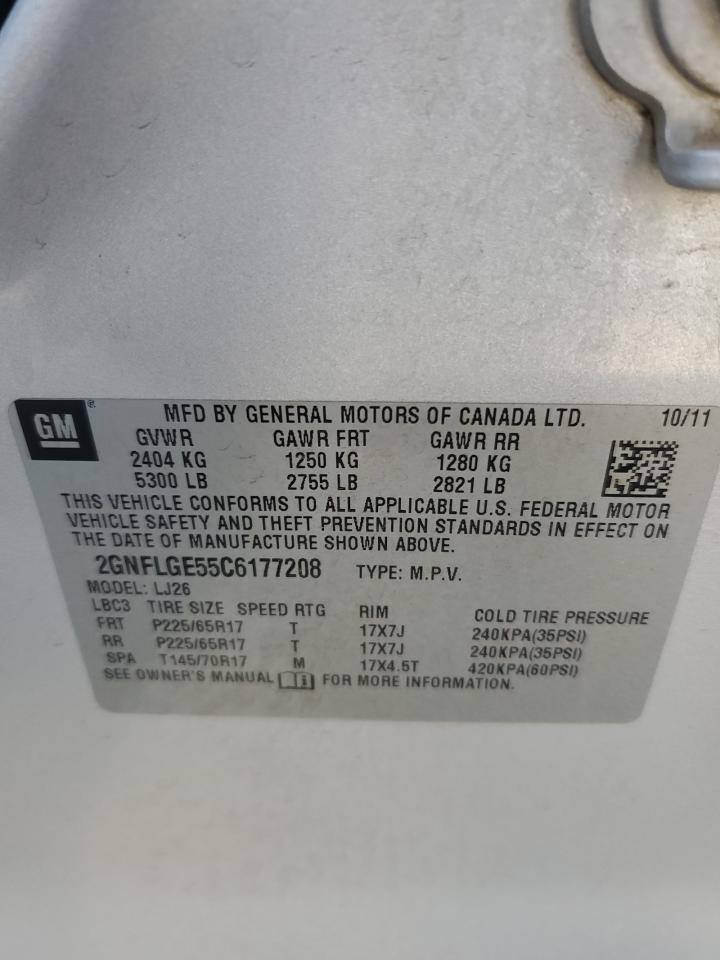 GM®
MFD BY GENERAL MOTORS OF CANADA LTD. 10/11
GVWR GAWR FRT GAWR RR
2404 KG 1250 KG 1280 KG
5300 LB 2755 LB 2821 LB
THIS VEHICLE CONFORMS TO ALL APPLICABLE U.S. FEDERAL MOTOR
VEHICLE SAFETY AND THEFT PREVENTION STANDARDS IN EFFECT ON
THE DATE OF MANUFACTURE SHOWN ABOVE.
2GNFLGE55C6177208 TYPE: M.P.V.
MODEL: LJ26
LBC3 TIRE SIZE SPEED RTG RIM COLD TIRE PRESSURE
FRT P225/65R17 T 17X7J 240KPA(35PSI)
RR P225/65R17 T 17X7J 240KPA(35PSI)
SPA T145/70R17 M 17X4.5T 420KPA(60PSI)
SEE OWNER'S MANUAL FOR MORE INFORMATION.